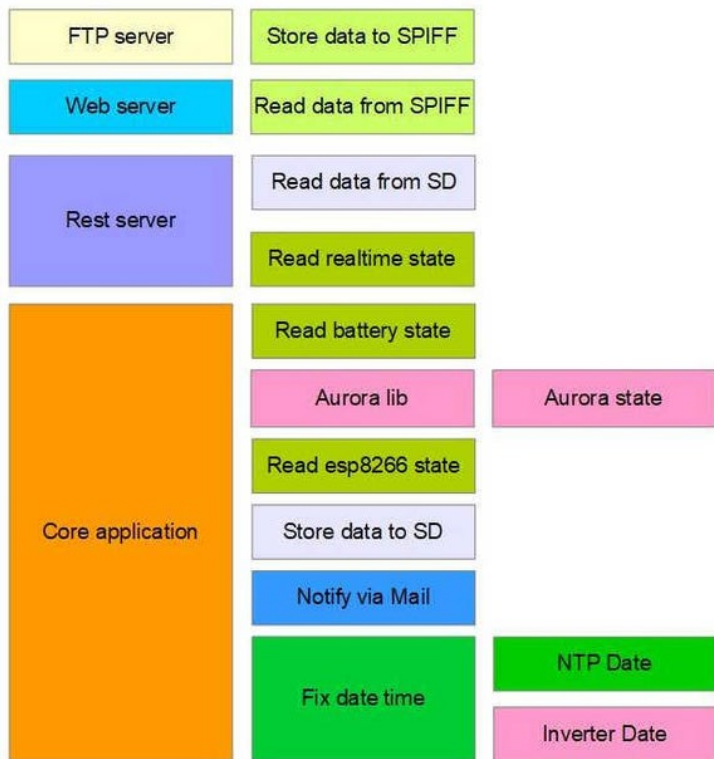 FTP server
Store data to SPIFF
Web server
Read data from SPIFF
Rest server
Read data from SD
Read realtime state
Core application
Read battery state
Aurora lib
Aurora state
Read esp8266 state
Store data to SD
Notify via Mail
Fix date time
NTP Date
Inverter Date